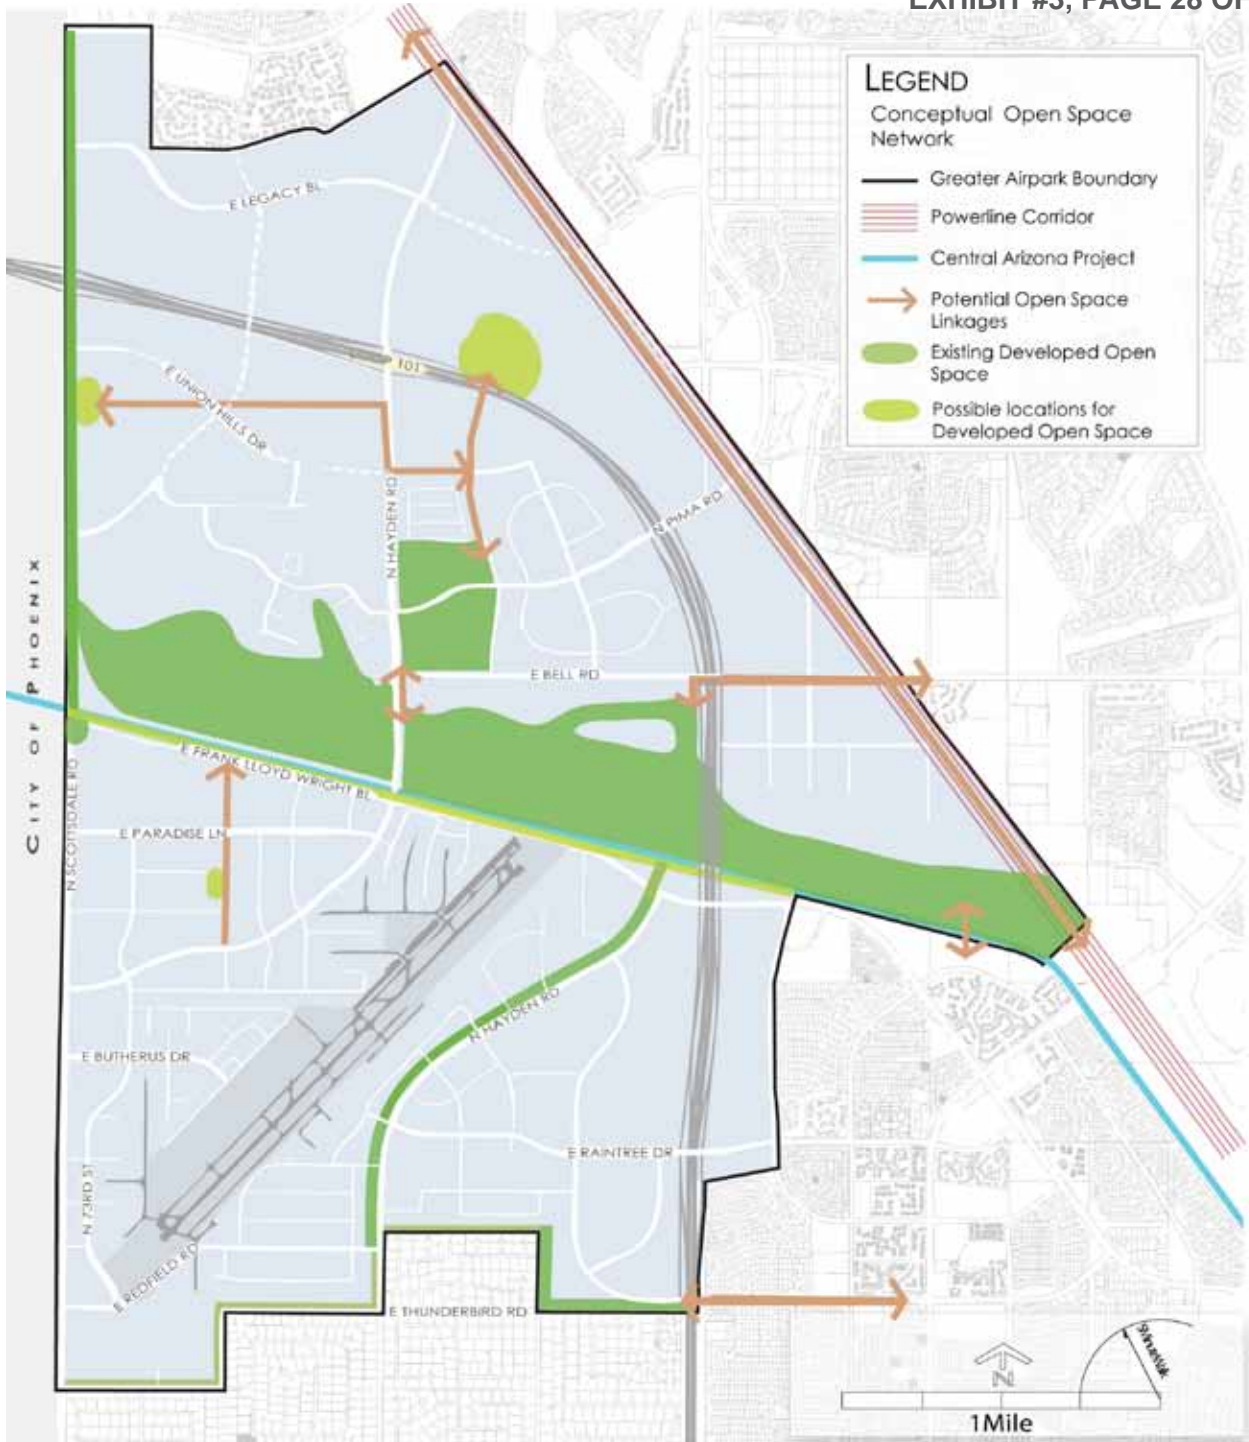 EXHIBIT #3, PAGE 28 OF
LEGEND
Conceptual Open Space
Network
Greater Airpark Boundary
Powerline Corridor
Central Arizona Project
Potential Open Space
Linkages
Existing Developed Open
Space
Possible locations for
Developed Open Space
E LEGACY BL
101
E UNION HILLS DR
N HAYDEN RD
N PIMA RD
CITY OF PHOENIX
E BELL RD
E FRANK LLOYD WRIGHT BL
N SCOTTSDALE RD
E PARADISE LN
N HAYDEN RD
E BUTHERUS DR
E RAINTREE DR
N 73RD ST
E REDFIELD RD
E THUNDERBIRD RD
N
1Mile